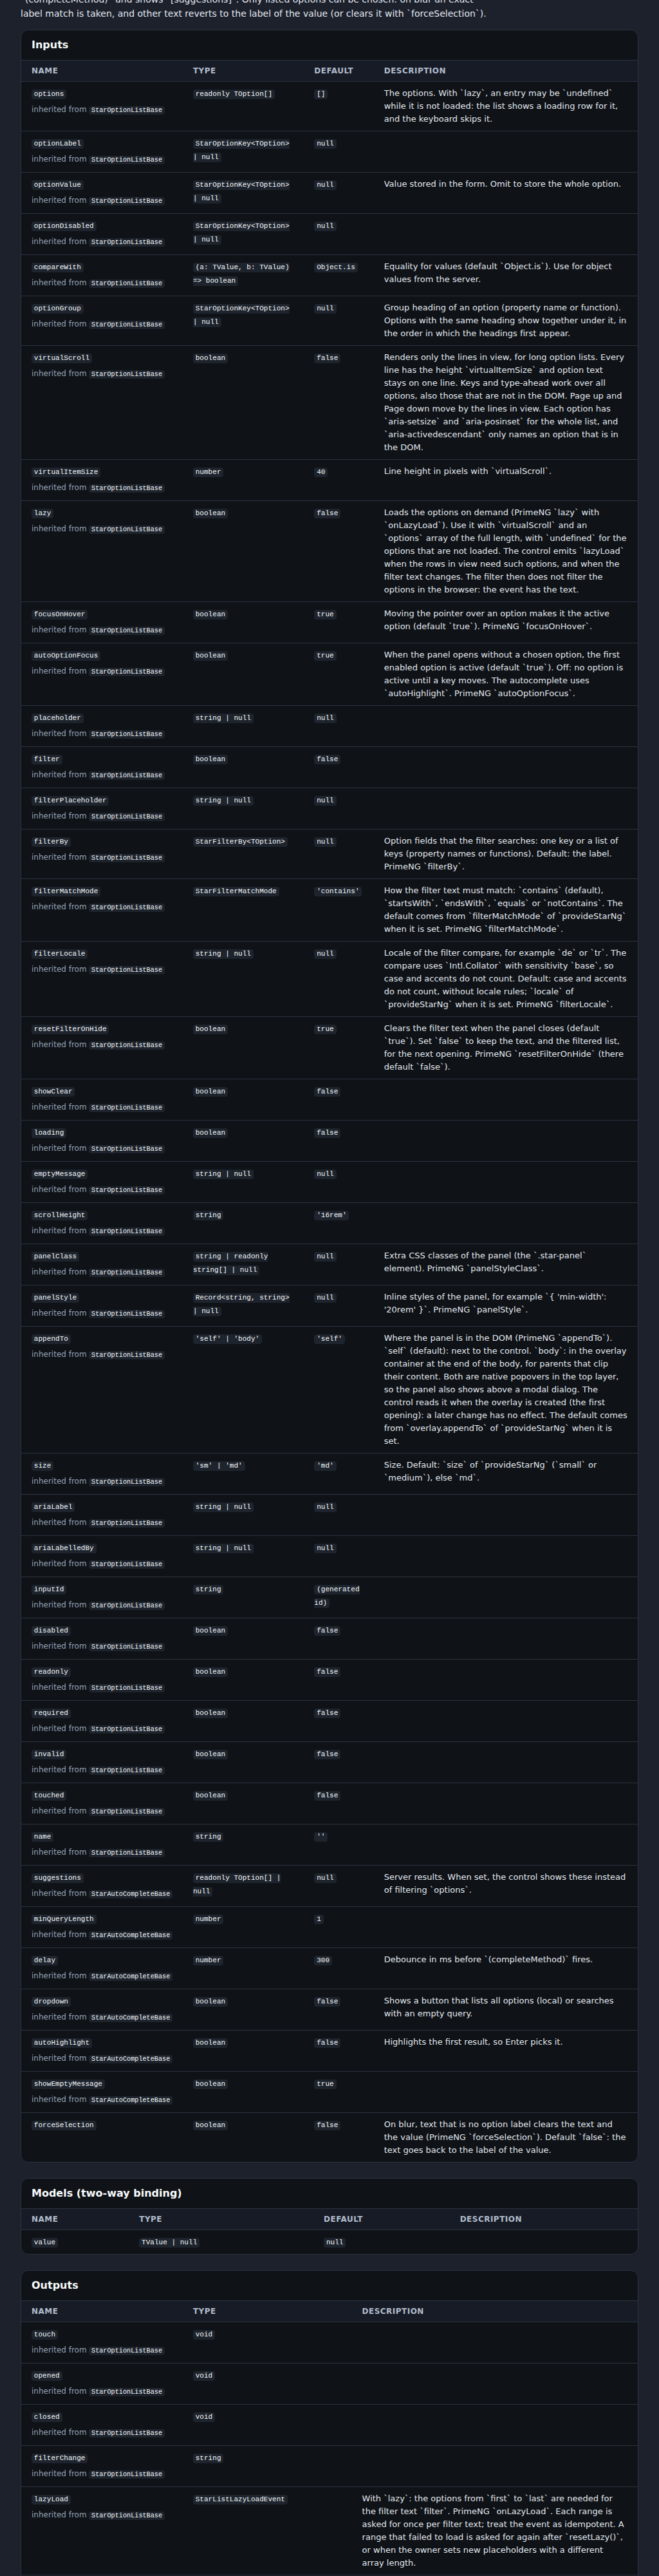 `(completeMethod)` and shows `[suggestions]`. Only listed options can be chosen: on blur an exact
label match is taken, and other text reverts to the label of the value (or clears it with `forceSelection`).
Inputs
NAME TYPE DEFAULT DESCRIPTION
options readonly TOption[] [] The options. With `lazy`, an entry may be `undefined`
inherited from StarOptionListBase while it is not loaded: the list shows a loading row for it,
and the keyboard skips it.
optionLabel StarOptionKey<TOption> null
inherited from StarOptionListBase | null
optionValue StarOptionKey<TOption> null Value stored in the form. Omit to store the whole option.
inherited from StarOptionListBase | null
optionDisabled StarOptionKey<TOption> null
inherited from StarOptionListBase | null
compareWith (a: TValue, b: TValue) Object.is Equality for values (default `Object.is`). Use for object
inherited from StarOptionListBase => boolean values from the server.
optionGroup StarOptionKey<TOption> null Group heading of an option (property name or function).
inherited from StarOptionListBase | null Options with the same heading show together under it, in
the order in which the headings first appear.
virtualScroll boolean false Renders only the lines in view, for long option lists. Every
inherited from StarOptionListBase line has the height `virtualItemSize` and option text
stays on one line. Keys and type-ahead work over all
options, also those that are not in the DOM. Page up and
Page down move by the lines in view. Each option has
`aria-setsize` and `aria-posinset` for the whole list, and
`aria-activedescendant` only names an option that is in
the DOM.
virtualItemSize number 40 Line height in pixels with `virtualScroll`.
inherited from StarOptionListBase
lazy boolean false Loads the options on demand (PrimeNG `lazy` with
inherited from StarOptionListBase `onLazyLoad`). Use it with `virtualScroll` and an
`options` array of the full length, with `undefined` for the
options that are not loaded. The control emits `lazyLoad`
when the rows in view need such options, and when the
filter text changes. The filter then does not filter the
options in the browser: the event has the text.
focusOnHover boolean true Moving the pointer over an option makes it the active
inherited from StarOptionListBase option (default `true`). PrimeNG `focusOnHover`.
autoOptionFocus boolean true When the panel opens without a chosen option, the first
inherited from StarOptionListBase enabled option is active (default `true`). Off: no option is
active until a key moves. The autocomplete uses
`autoHighlight`. PrimeNG `autoOptionFocus`.
placeholder string | null null
inherited from StarOptionListBase
filter boolean false
inherited from StarOptionListBase
filterPlaceholder string | null null
inherited from StarOptionListBase
filterBy StarFilterBy<TOption> null Option fields that the filter searches: one key or a list of
inherited from StarOptionListBase keys (property names or functions). Default: the label.
PrimeNG `filterBy`.
filterMatchMode StarFilterMatchMode 'contains' How the filter text must match: `contains` (default),
inherited from StarOptionListBase `startsWith`, `endsWith`, `equals` or `notContains`. The
default comes from `filterMatchMode` of `provideStarNg`
when it is set. PrimeNG `filterMatchMode`.
filterLocale string | null null Locale of the filter compare, for example `de` or `tr`. The
inherited from StarOptionListBase compare uses `Intl.Collator` with sensitivity `base`, so
case and accents do not count. Default: case and accents
do not count, without locale rules; `locale` of
`provideStarNg` when it is set. PrimeNG `filterLocale`.
resetFilterOnHide boolean true Clears the filter text when the panel closes (default
inherited from StarOptionListBase `true`). Set `false` to keep the text, and the filtered list,
for the next opening. PrimeNG `resetFilterOnHide` (there
default `false`).
showClear boolean false
inherited from StarOptionListBase
loading boolean false
inherited from StarOptionListBase
emptyMessage string | null null
inherited from StarOptionListBase
scrollHeight string '16rem'
inherited from StarOptionListBase
panelClass string | readonly null Extra CSS classes of the panel (the `.star-panel`
inherited from StarOptionListBase string[] | null element). PrimeNG `panelStyleClass`.
panelStyle Record<string, string> null Inline styles of the panel, for example `{ 'min-width':
inherited from StarOptionListBase | null '20rem' }`. PrimeNG `panelStyle`.
appendTo 'self' | 'body' 'self' Where the panel is in the DOM (PrimeNG `appendTo`).
inherited from StarOptionListBase `self` (default): next to the control. `body`: in the overlay
container at the end of the body, for parents that clip
their content. Both are native popovers in the top layer,
so the panel also shows above a modal dialog. The
control reads it when the overlay is created (the first
opening): a later change has no effect. The default comes
from `overlay.appendTo` of `provideStarNg` when it is
set.
size 'sm' | 'md' 'md' Size. Default: `size` of `provideStarNg` (`small` or
inherited from StarOptionListBase `medium`), else `md`.
ariaLabel string | null null
inherited from StarOptionListBase
ariaLabelledBy string | null null
inherited from StarOptionListBase
inputId string (generated
inherited from StarOptionListBase id)
disabled boolean false
inherited from StarOptionListBase
readonly boolean false
inherited from StarOptionListBase
required boolean false
inherited from StarOptionListBase
invalid boolean false
inherited from StarOptionListBase
touched boolean false
inherited from StarOptionListBase
name string ''
inherited from StarOptionListBase
suggestions readonly TOption[] | null Server results. When set, the control shows these instead
inherited from StarAutoCompleteBase null of filtering `options`.
minQueryLength number 1
inherited from StarAutoCompleteBase
delay number 300 Debounce in ms before `(completeMethod)` fires.
inherited from StarAutoCompleteBase
dropdown boolean false Shows a button that lists all options (local) or searches
inherited from StarAutoCompleteBase with an empty query.
autoHighlight boolean false Highlights the first result, so Enter picks it.
inherited from StarAutoCompleteBase
showEmptyMessage boolean true
inherited from StarAutoCompleteBase
forceSelection boolean false On blur, text that is no option label clears the text and
the value (PrimeNG `forceSelection`). Default `false`: the
text goes back to the label of the value.
Models (two-way binding)
NAME TYPE DEFAULT DESCRIPTION
value TValue | null null
Outputs
NAME TYPE DESCRIPTION
touch void
inherited from StarOptionListBase
opened void
inherited from StarOptionListBase
closed void
inherited from StarOptionListBase
filterChange string
inherited from StarOptionListBase
lazyLoad StarListLazyLoadEvent With `lazy`: the options from `first` to `last` are needed for
inherited from StarOptionListBase the filter text `filter`. PrimeNG `onLazyLoad`. Each range is
asked for once per filter text; treat the event as idempotent. A
range that failed to load is asked for again after `resetLazy()`,
or when the owner sets new placeholders with a different
array length.